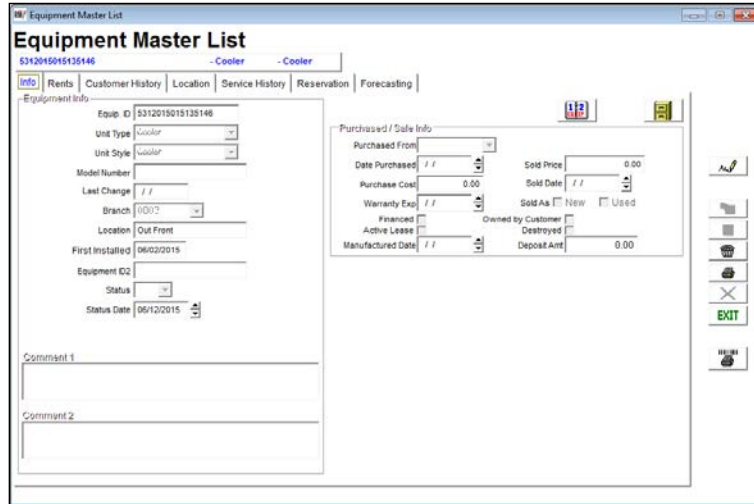 Equipment Master List
Equipment Master List
5312015015135146 - Cooler - Cooler
Info Rents Customer History Location Service History Reservation Forecasting
Equipment Info
Equip. ID 5312015015135146
Unit Type Cooler
Unit Style Cooler
Model Number
Last Change / /
Branch 0002
Location Out Front
First Installed 06/02/2015
Equipment ID2
Status
Status Date 06/12/2015
Comment 1
Comment 2
Purchased / Sale Info
Purchased From
Date Purchased / / Sold Price 0.00
Purchase Cost 0.00 Sold Date / /
Warranty Exp / / Sold As New Used
Financed Owned by Customer
Active Lease Destroyed
Manufactured Date / / Deposit Amt 0.00
EXIT